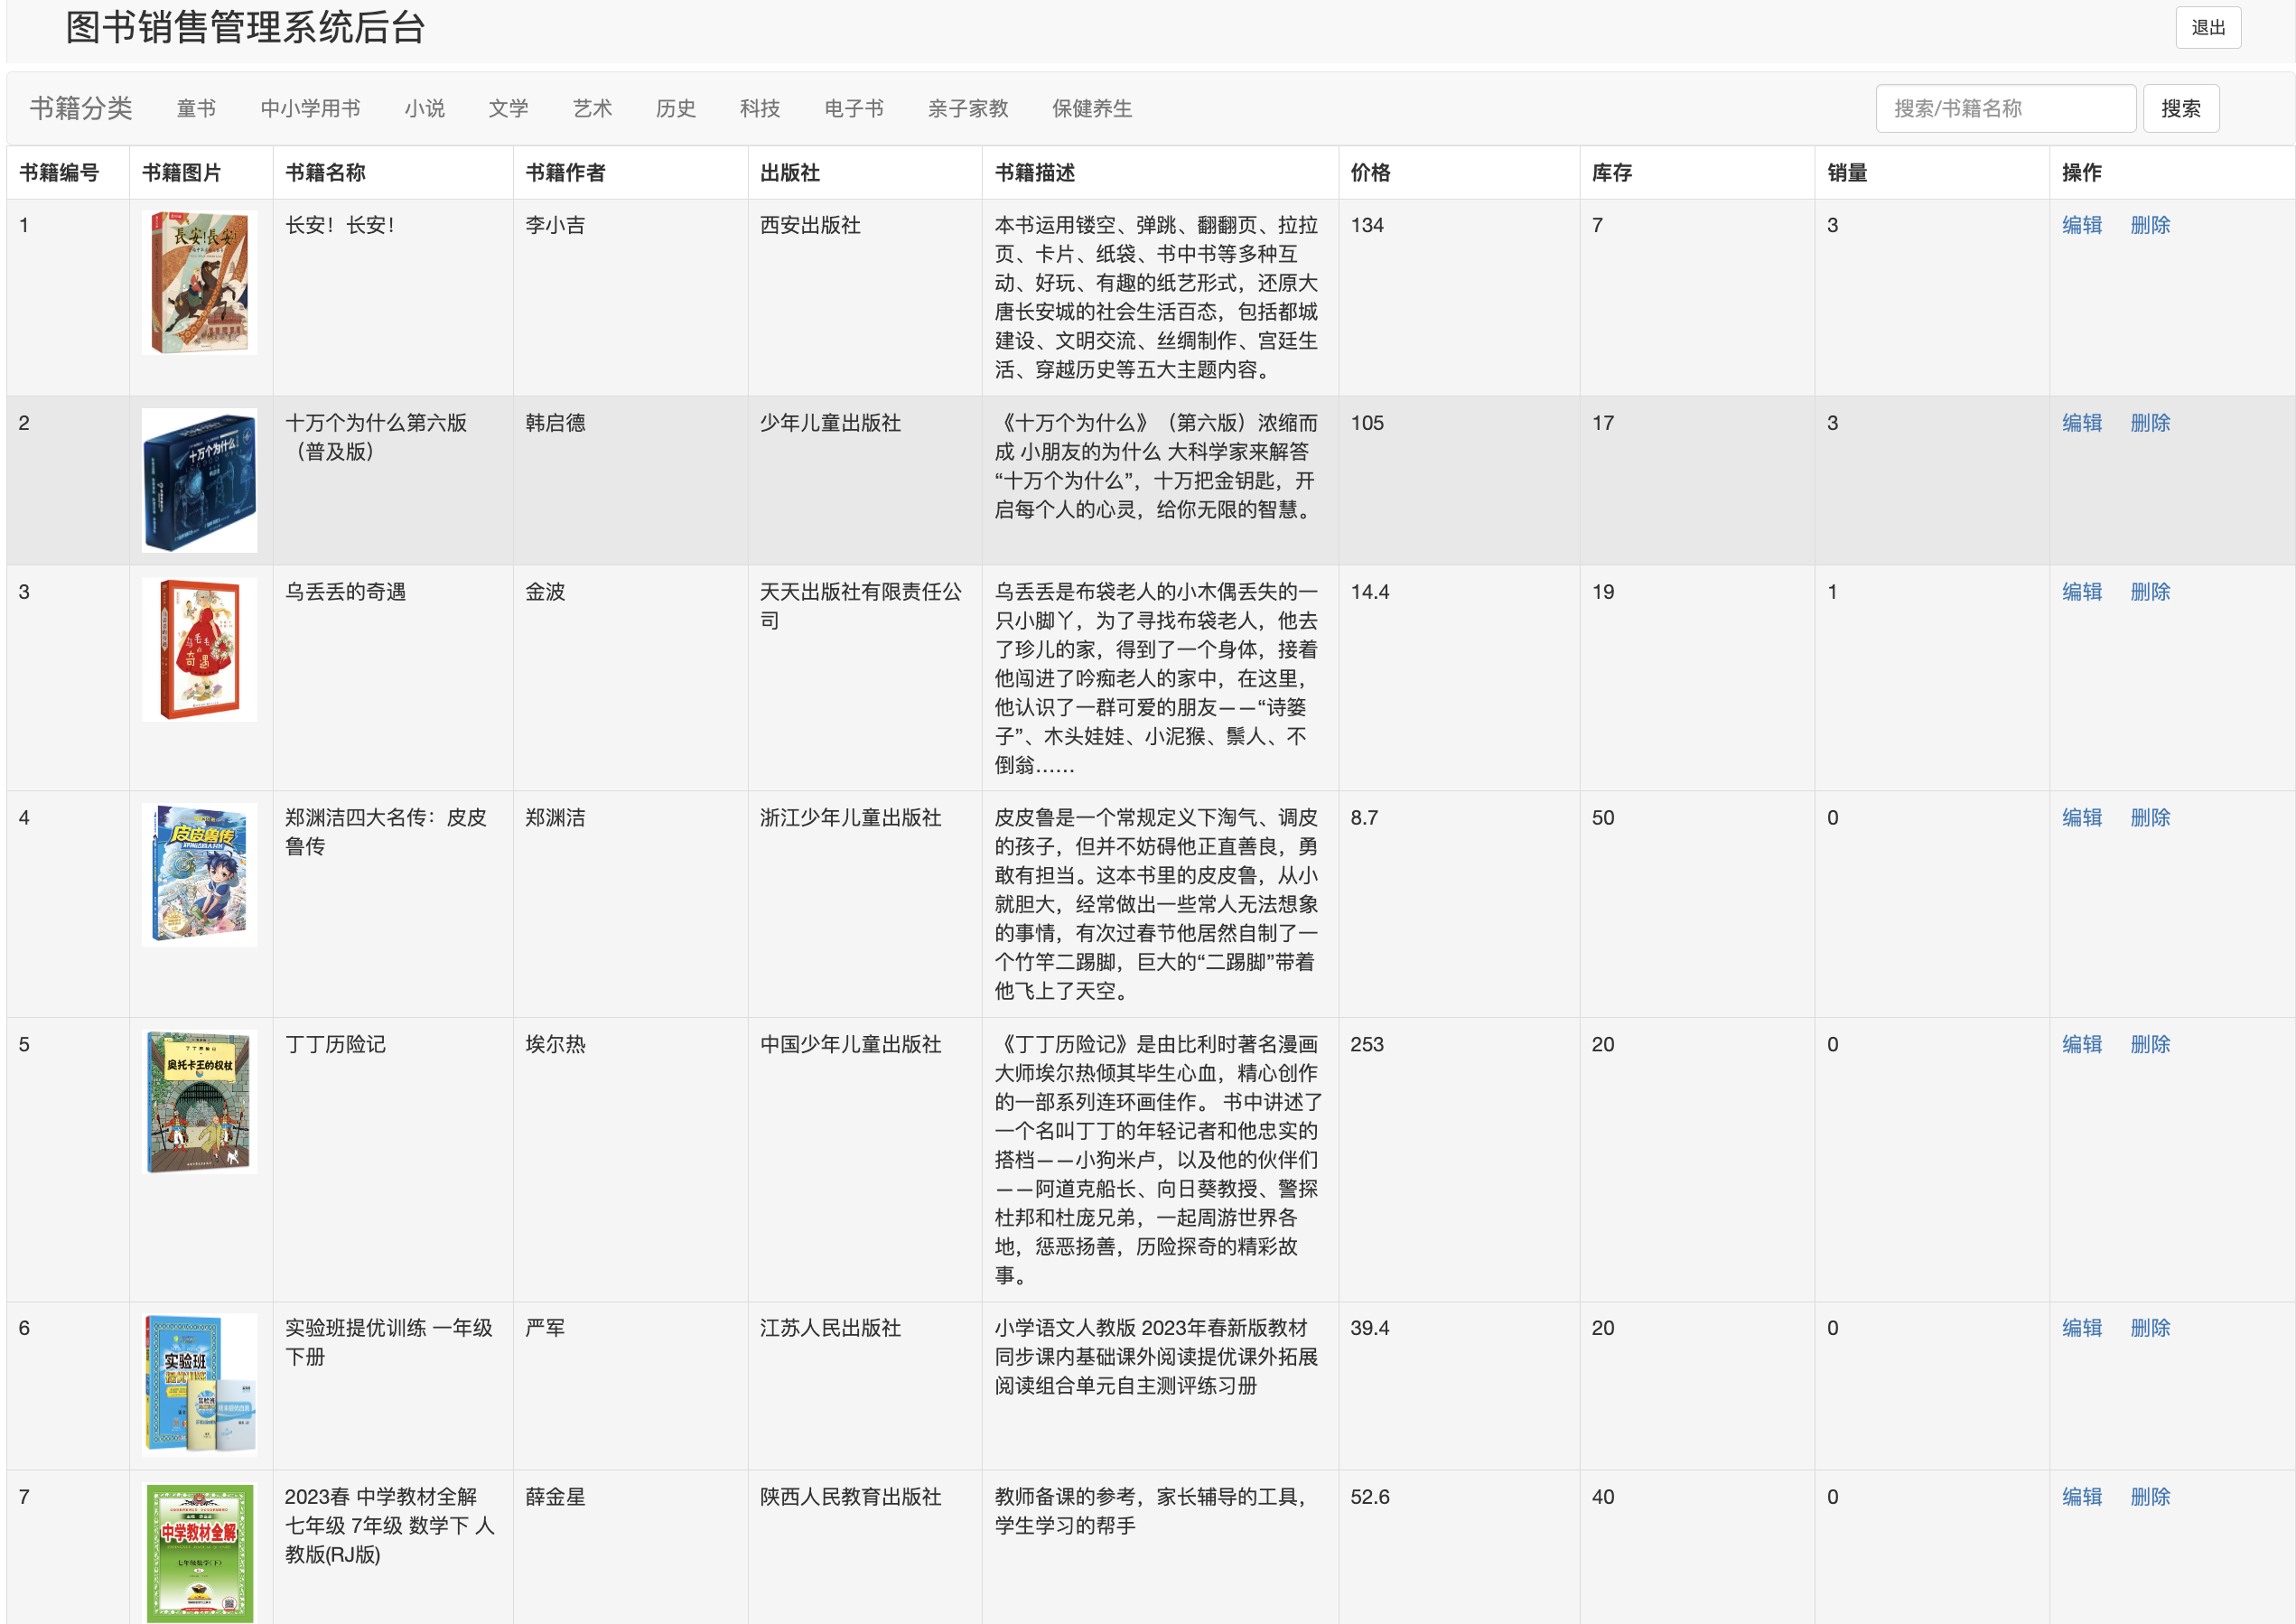 图书销售管理系统后台
退出
书籍分类 童书 中小学用书 小说 文学 艺术 历史 科技 电子书 亲子家教 保健养生 搜索/书籍名称 搜索
书籍编号 书籍图片 书籍名称 书籍作者 出版社 书籍描述 价格 库存 销量 操作
1
长安!长安
长安！长安！
李小吉
西安出版社
本书运用镂空、弹跳、翻翻页、拉拉
页、卡片、纸袋、书中书等多种互
动、好玩、有趣的纸艺形式，还原大
唐长安城的社会生活百态，包括都城
建设、文明交流、丝绸制作、宫廷生
活、穿越历史等五大主题内容。
134
7
3
编辑 删除
2
十万个为什么
十万个为什么第六版
（普及版）
韩启德
少年儿童出版社
《十万个为什么》（第六版）浓缩而
成 小朋友的为什么 大科学家来解答
“十万个为什么”，十万把金钥匙，开
启每个人的心灵，给你无限的智慧。
105
17
3
编辑 删除
3
奇遇
乌丢丢的奇遇
金波
天天出版社有限责任公
司
乌丢丢是布袋老人的小木偶丢失的一
只小脚丫，为了寻找布袋老人，他去
了珍儿的家，得到了一个身体，接着
他闯进了吟痴老人的家中，在这里，
他认识了一群可爱的朋友——“诗篓
子”、木头娃娃、小泥猴、鬃人、不
倒翁……
14.4
19
1
编辑 删除
4
皮皮鲁传
郑渊洁四大名传：皮皮
鲁传
郑渊洁
浙江少年儿童出版社
皮皮鲁是一个常规定义下淘气、调皮
的孩子，但并不妨碍他正直善良，勇
敢有担当。这本书里的皮皮鲁，从小
就胆大，经常做出一些常人无法想象
的事情，有次过春节他居然自制了一
个竹竿二踢脚，巨大的“二踢脚”带着
他飞上了天空。
8.7
50
0
编辑 删除
5
奥托卡王的权杖
丁丁历险记
埃尔热
中国少年儿童出版社
《丁丁历险记》是由比利时著名漫画
大师埃尔热倾其毕生心血，精心创作
的一部系列连环画佳作。 书中讲述了
一个名叫丁丁的年轻记者和他忠实的
搭档——小狗米卢，以及他的伙伴们
——阿道克船长、向日葵教授、警探
杜邦和杜庞兄弟，一起周游世界各
地，惩恶扬善，历险探奇的精彩故
事。
253
20
0
编辑 删除
6
实验班
实验班提优训练 一年级
下册
严军
江苏人民出版社
小学语文人教版 2023年春新版教材
同步课内基础课外阅读提优课外拓展
阅读组合单元自主测评练习册
39.4
20
0
编辑 删除
7
中学教材全解
七年级数学(下)
2023春 中学教材全解
七年级 7年级 数学下 人
教版(RJ版)
薛金星
陕西人民教育出版社
教师备课的参考，家长辅导的工具，
学生学习的帮手
52.6
40
0
编辑 删除